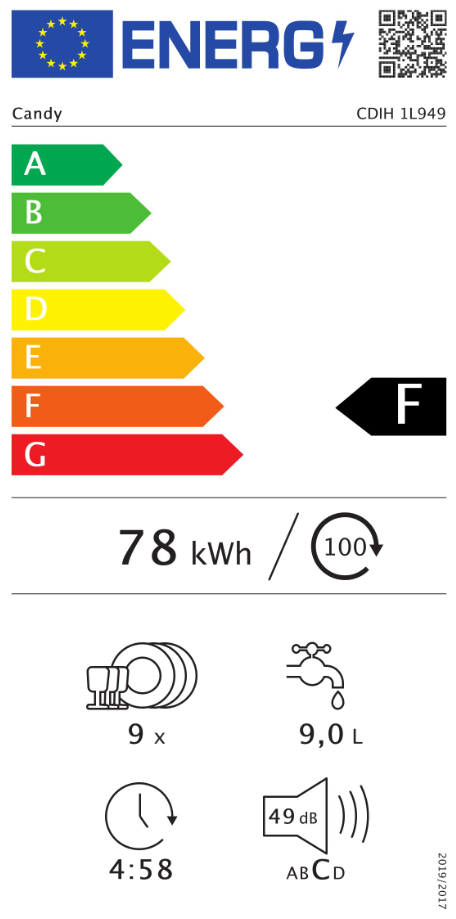 ENERG
Candy CDIH 1L949
A
B
C
D
E
F F
G
78 kWh / 100
9 x 9,0 L
49 dB
4:58 ABCD
2019/2017